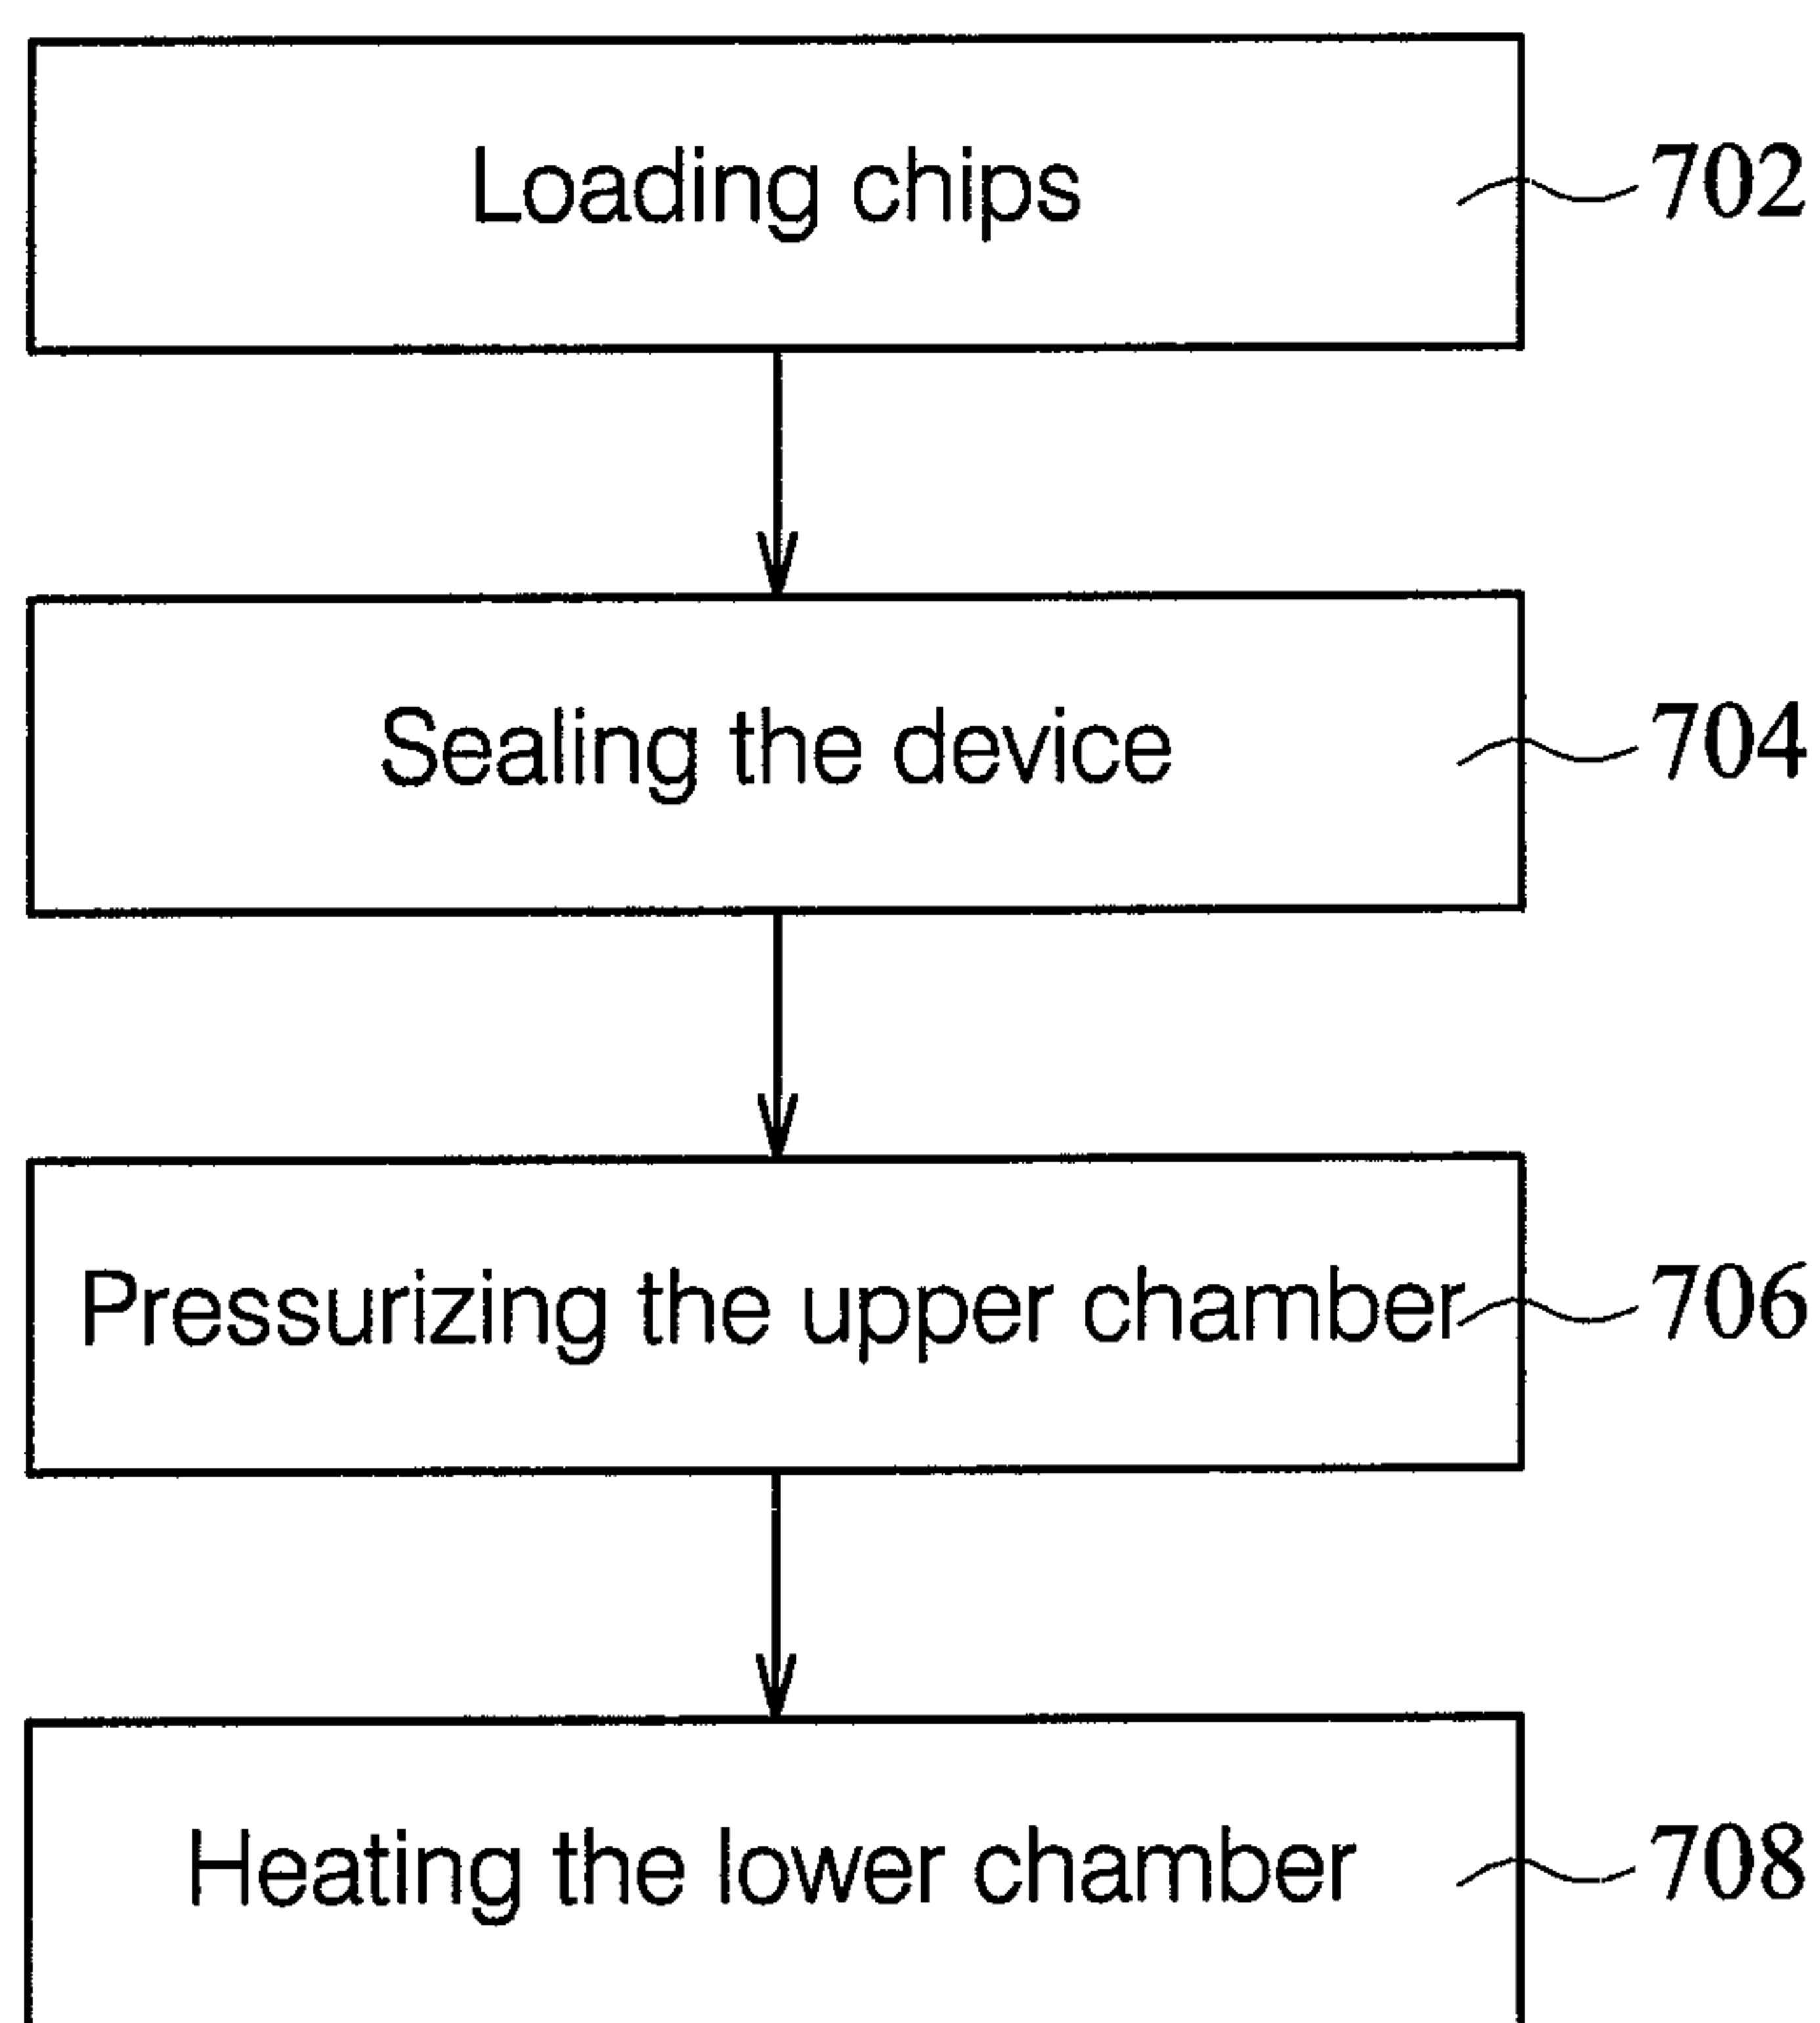 Loading chips 702
Sealing the device 704
Pressurizing the upper chamber 706
Heating the lower chamber 708